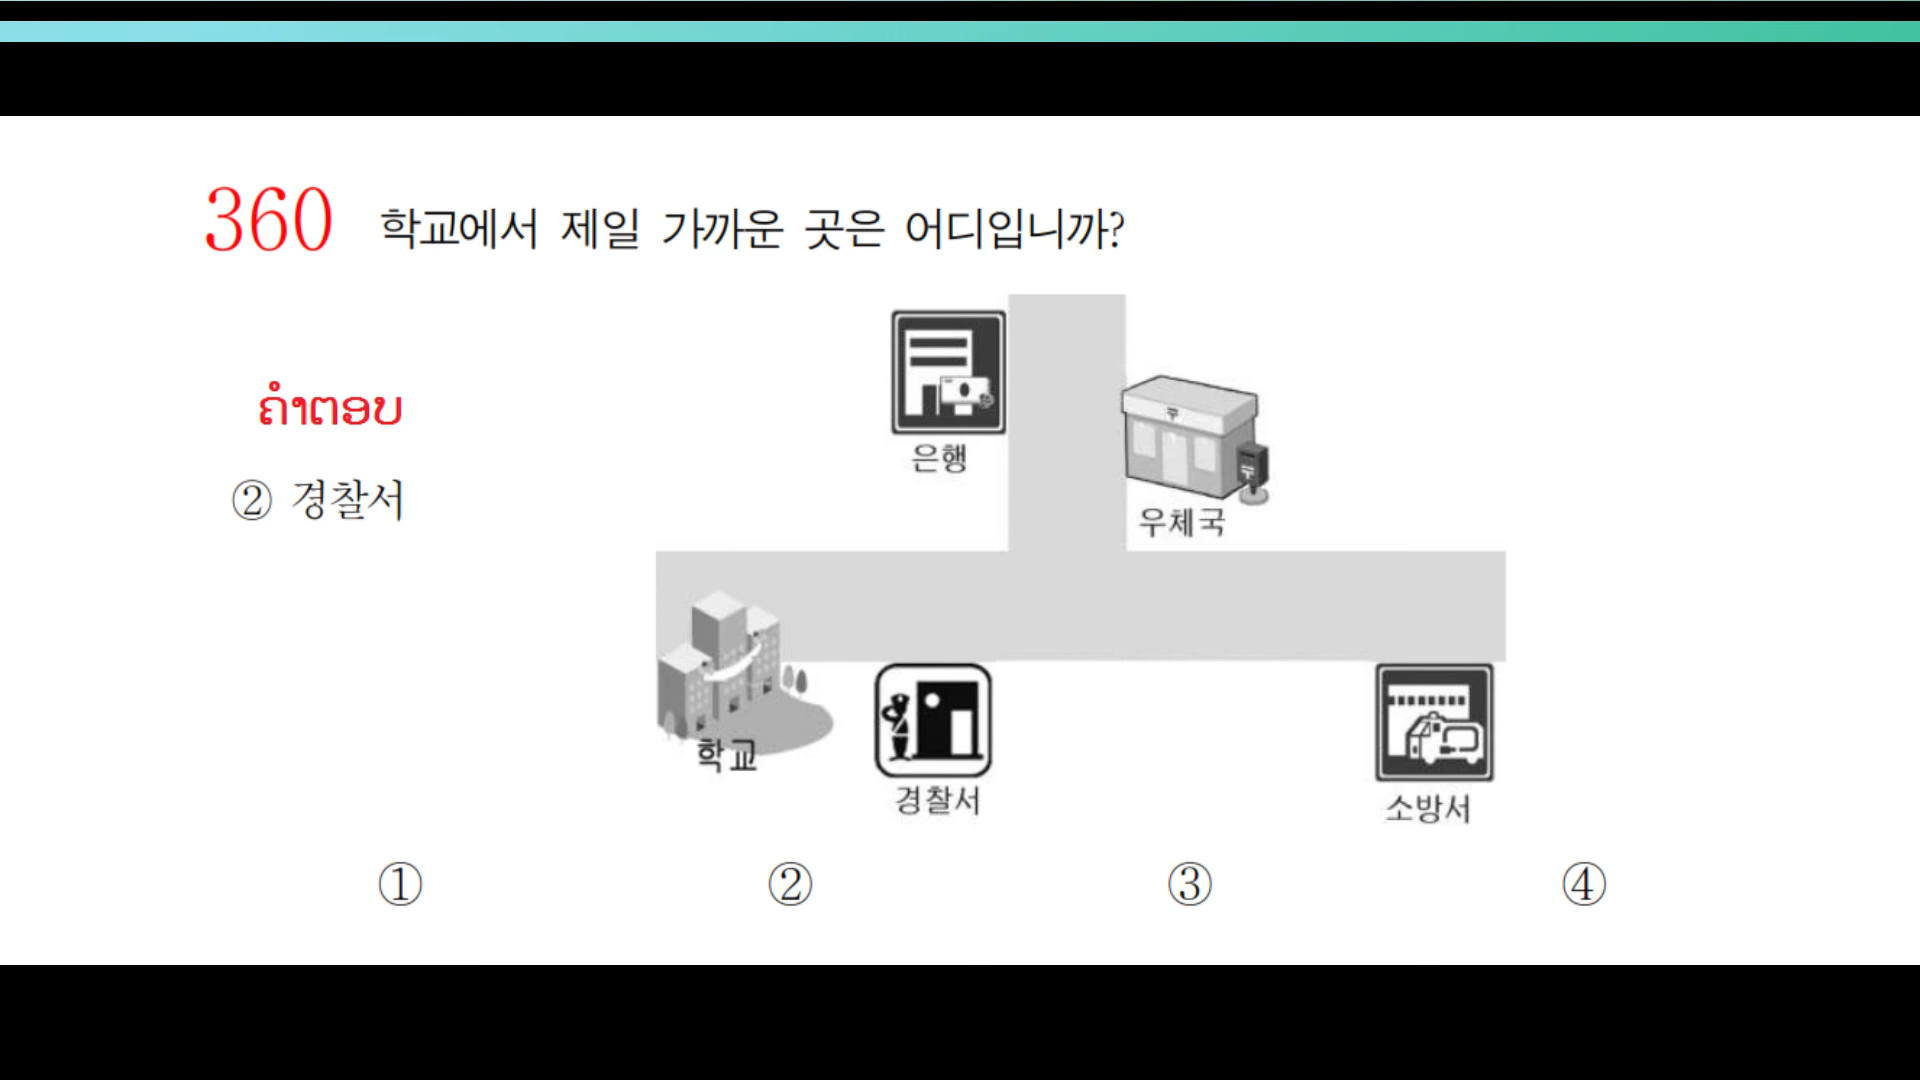 360 학교에서 제일 가까운 곳은 어디입니까?
ຄຳຕອບ
② 경찰서
은행
우체국
학교
경찰서
소방서
① ② ③ ④